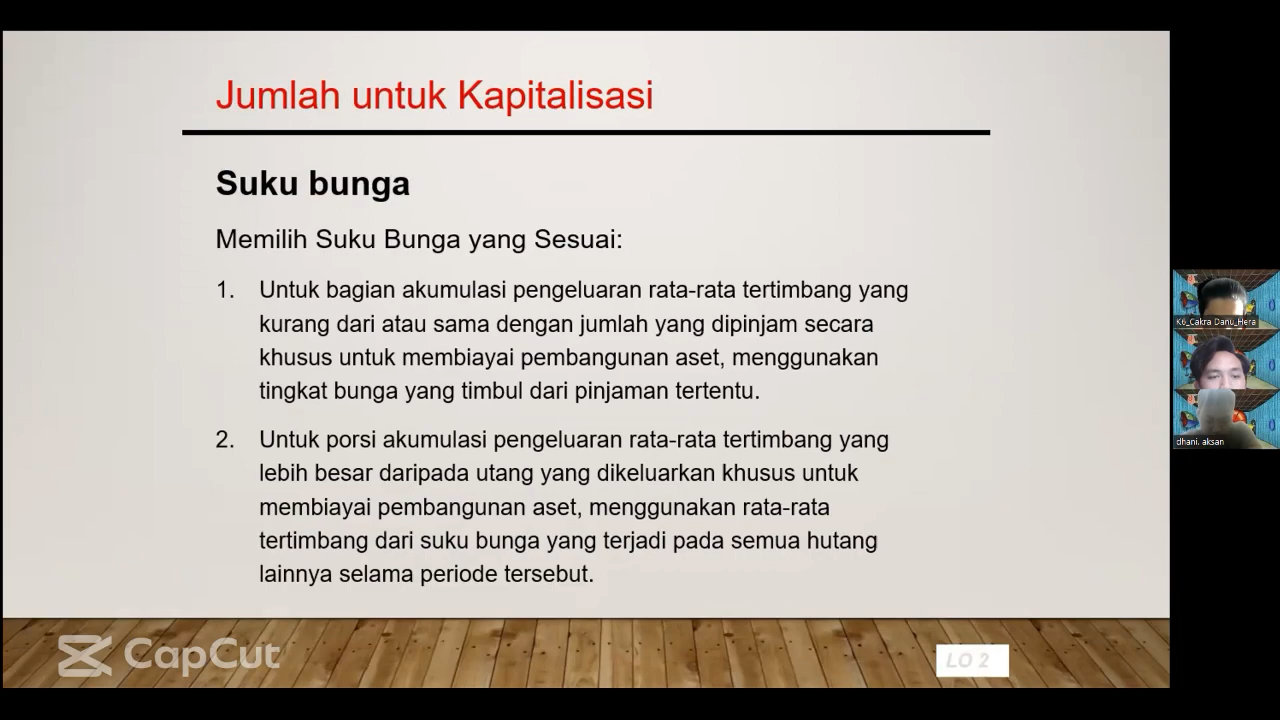 Jumlah untuk Kapitalisasi
Suku bunga
Memilih Suku Bunga yang Sesuai:
1. Untuk bagian akumulasi pengeluaran rata-rata tertimbang yang
kurang dari atau sama dengan jumlah yang dipinjam secara
khusus untuk membiayai pembangunan aset, menggunakan
tingkat bunga yang timbul dari pinjaman tertentu.
2. Untuk porsi akumulasi pengeluaran rata-rata tertimbang yang
lebih besar daripada utang yang dikeluarkan khusus untuk
membiayai pembangunan aset, menggunakan rata-rata
tertimbang dari suku bunga yang terjadi pada semua hutang
lainnya selama periode tersebut.
CapCut
LO 2
K6_Cakra Danu_Hera
dhani. aksan